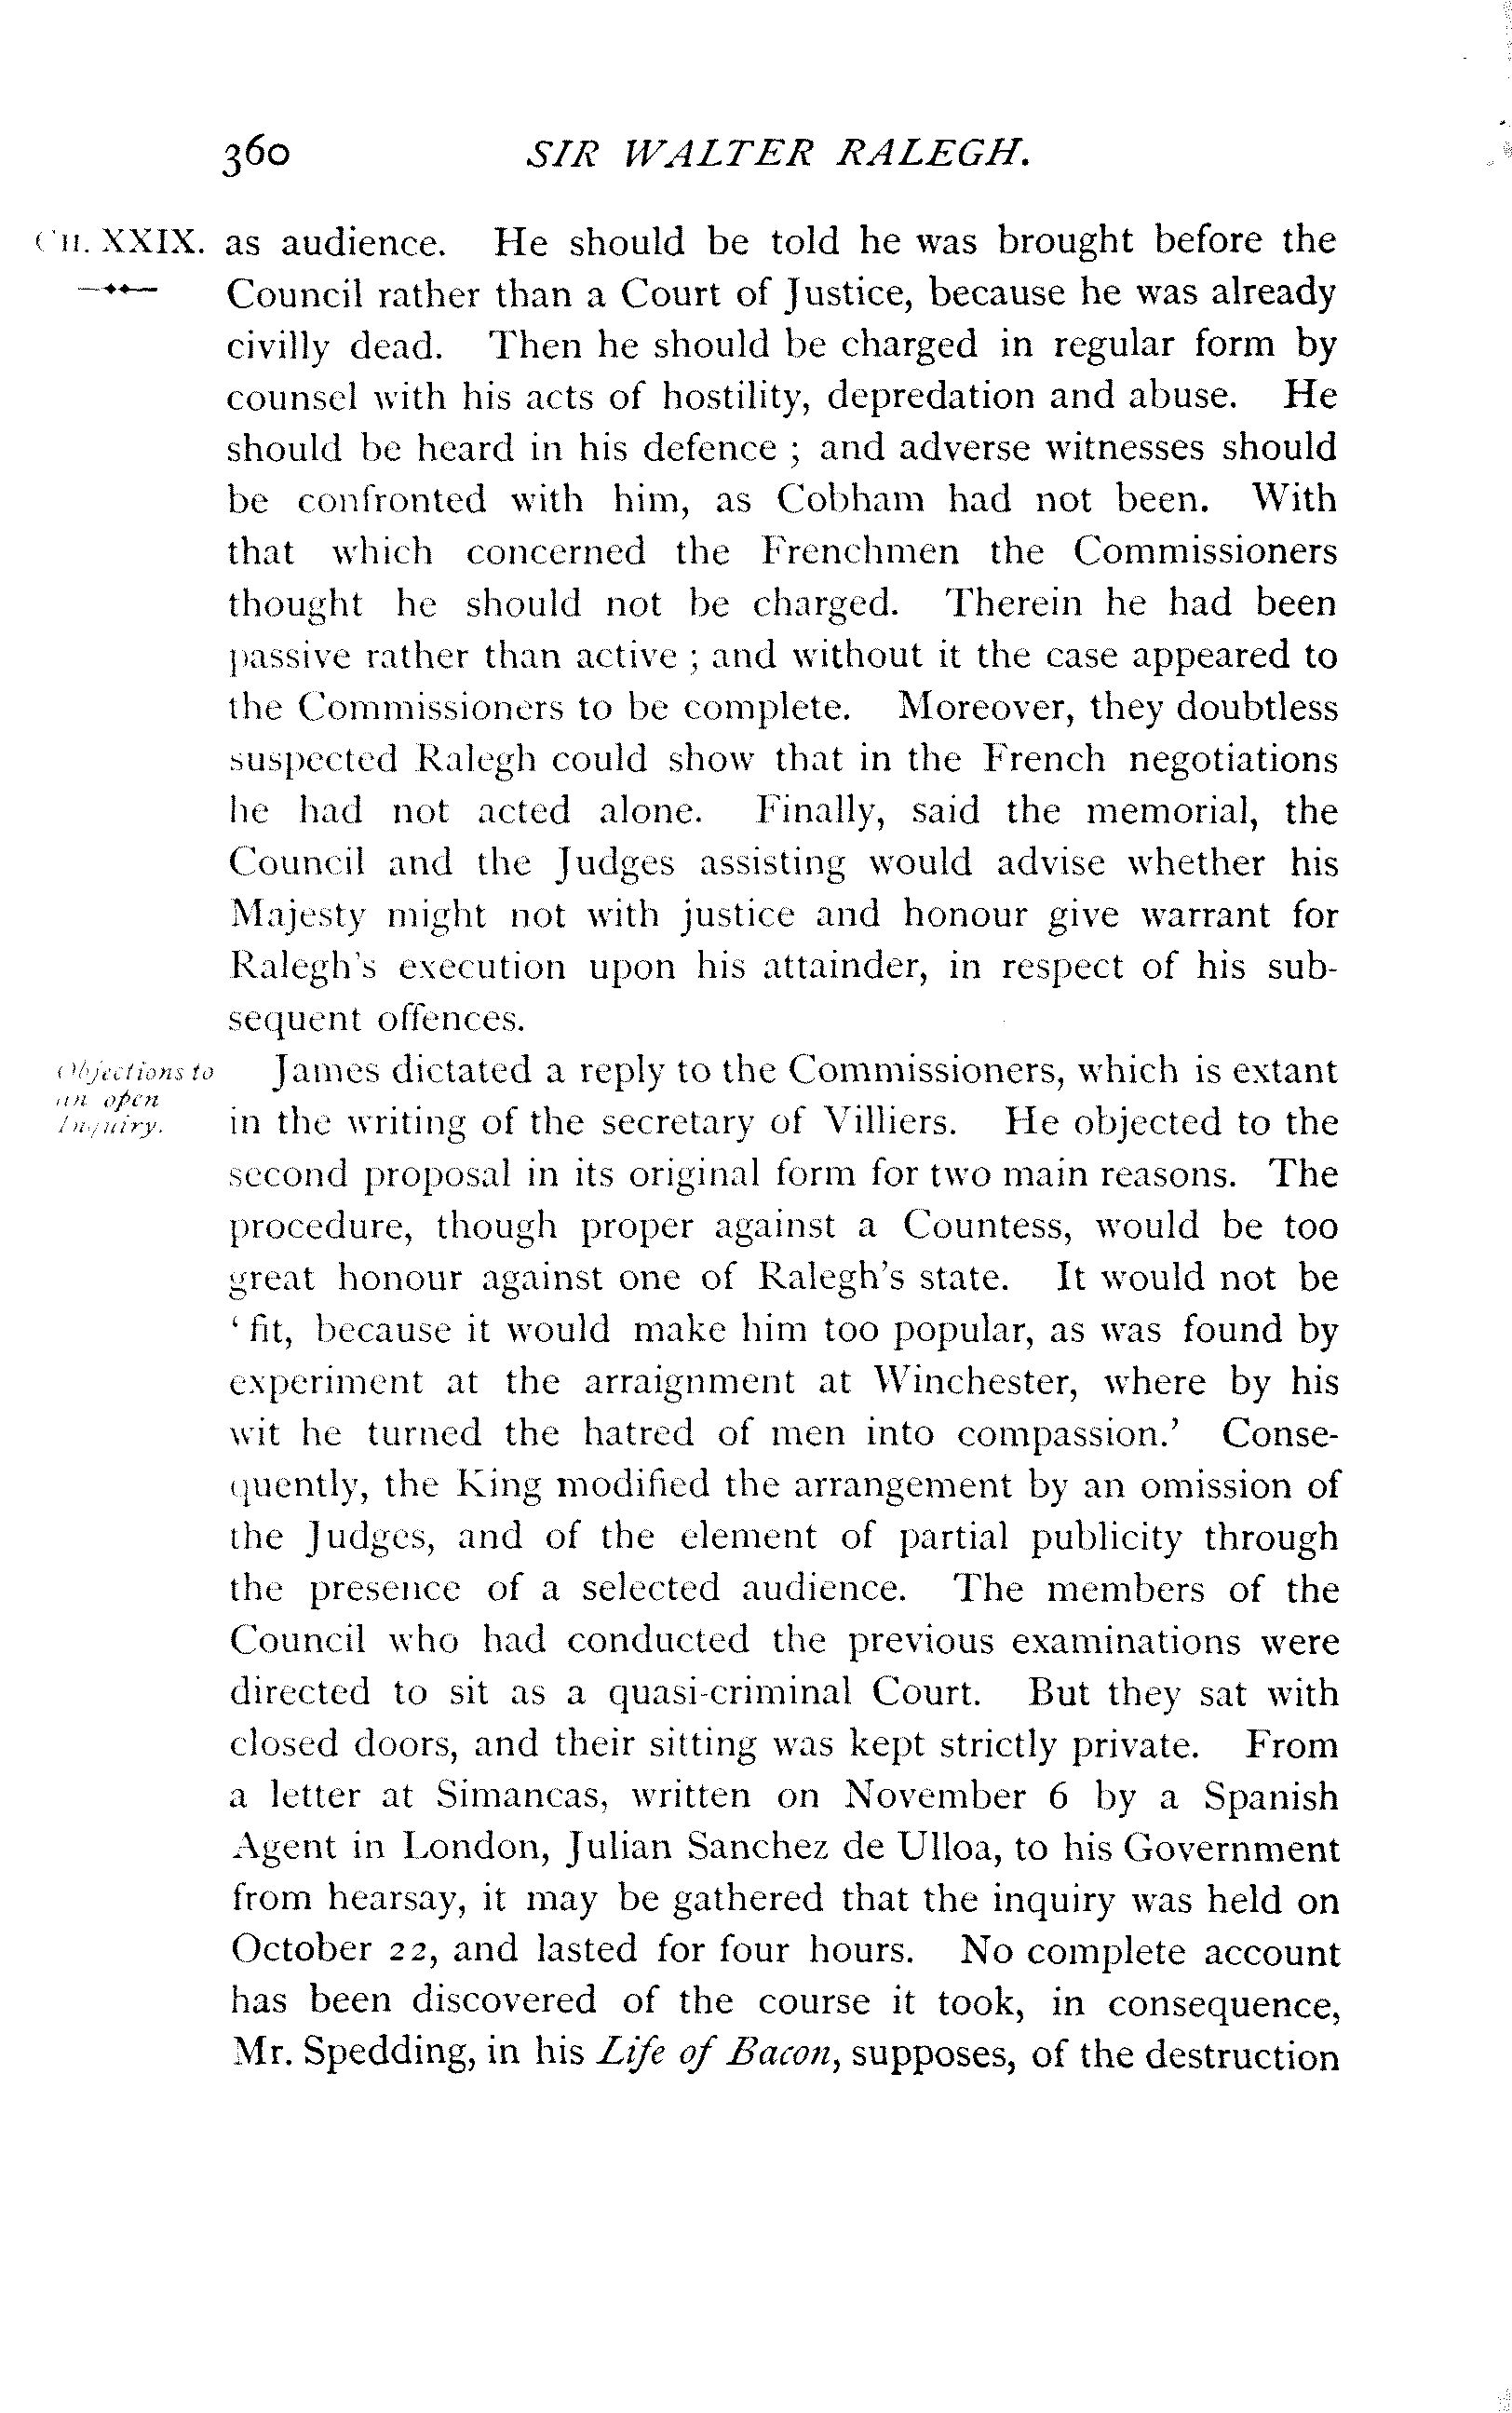 360 SIR WALTER RALEGH.
CH. XXIX. as audience. He should be told he was brought before the
Council rather than a Court of Justice, because he was already
civilly dead. Then he should be charged in regular form by
counsel with his acts of hostility, depredation and abuse. He
should be heard in his defence ; and adverse witnesses should
be confronted with him, as Cobham had not been. With
that which concerned the Frenchmen the Commissioners
thought he should not be charged. Therein he had been
passive rather than active ; and without it the case appeared to
the Commissioners to be complete. Moreover, they doubtless
suspected Ralegh could show that in the French negotiations
he had not acted alone. Finally, said the memorial, the
Council and the Judges assisting would advise whether his
Majesty might not with justice and honour give warrant for
Ralegh's execution upon his attainder, in respect of his sub-
sequent offences.
Objections to
an open
Inquiry.
James dictated a reply to the Commissioners, which is extant
in the writing of the secretary of Villiers. He objected to the
second proposal in its original form for two main reasons. The
procedure, though proper against a Countess, would be too
great honour against one of Ralegh's state. It would not be
‘ fit, because it would make him too popular, as was found by
experiment at the arraignment at Winchester, where by his
wit he turned the hatred of men into compassion.’ Conse-
quently, the King modified the arrangement by an omission of
the Judges, and of the element of partial publicity through
the presence of a selected audience. The members of the
Council who had conducted the previous examinations were
directed to sit as a quasi-criminal Court. But they sat with
closed doors, and their sitting was kept strictly private. From
a letter at Simancas, written on November 6 by a Spanish
Agent in London, Julian Sanchez de Ulloa, to his Government
from hearsay, it may be gathered that the inquiry was held on
October 22, and lasted for four hours. No complete account
has been discovered of the course it took, in consequence,
Mr. Spedding, in his Life of Bacon, supposes, of the destruction